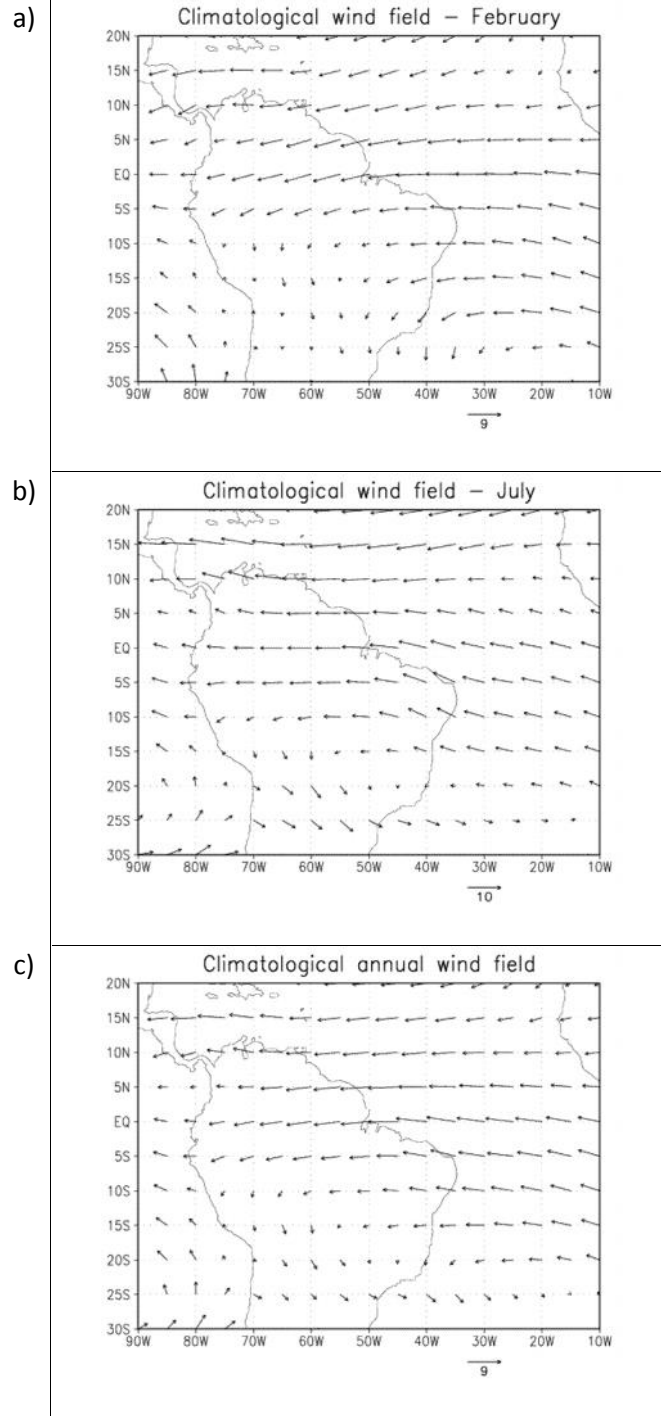 a)
Climatological wind field – February
20N
15N
10N
5N
EQ
5S
10S
15S
20S
25S
30S
90W 80W 70W 60W 50W 40W 30W 20W 10W
9
b)
Climatological wind field – July
20N
15N
10N
5N
EQ
5S
10S
15S
20S
25S
30S
90W 80W 70W 60W 50W 40W 30W 20W 10W
10
c)
Climatological annual wind field
20N
15N
10N
5N
EQ
5S
10S
15S
20S
25S
30S
90W 80W 70W 60W 50W 40W 30W 20W 10W
9